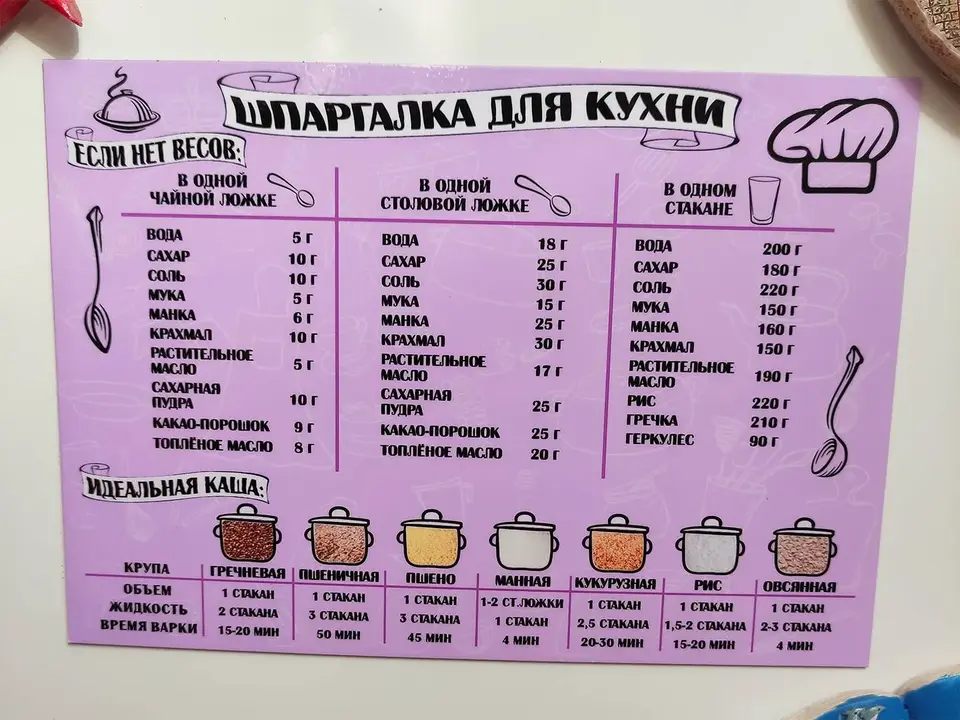 ШПАРГАЛКА ДЛЯ КУХНИ
ЕСЛИ НЕТ ВЕСОВ:
В ОДНОЙ
ЧАЙНОЙ ЛОЖКЕ
ВОДА 5 Г
САХАР 10 Г
СОЛЬ 10 Г
МУКА 5 Г
МАНКА 6 Г
КРАХМАЛ 10 Г
РАСТИТЕЛЬНОЕ
МАСЛО 5 Г
САХАРНАЯ
ПУДРА 10 Г
КАКАО-ПОРОШОК 9 Г
ТОПЛЁНОЕ МАСЛО 8 Г
В ОДНОЙ
СТОЛОВОЙ ЛОЖКЕ
ВОДА 18 Г
САХАР 25 Г
СОЛЬ 30 Г
МУКА 15 Г
МАНКА 25 Г
КРАХМАЛ 30 Г
РАСТИТЕЛЬНОЕ
МАСЛО 17 Г
САХАРНАЯ
ПУДРА 25 Г
КАКАО-ПОРОШОК 25 Г
ТОПЛЁНОЕ МАСЛО 20 Г
В ОДНОМ
СТАКАНЕ
ВОДА 200 Г
САХАР 180 Г
СОЛЬ 220 Г
МУКА 150 Г
МАНКА 160 Г
КРАХМАЛ 150 Г
РАСТИТЕЛЬНОЕ
МАСЛО 190 Г
РИС 220 Г
ГРЕЧКА 210 Г
ГЕРКУЛЕС 90 Г
ИДЕАЛЬНАЯ КАША:
КРУПА ГРЕЧНЕВАЯ ПШЕНИЧНАЯ ПШЕНО МАННАЯ КУКУРУЗНАЯ РИС ОВСЯННАЯ
ОБЪЕМ 1 СТАКАН 1 СТАКАН 1 СТАКАН 1-2 СТ.ЛОЖКИ 1 СТАКАН 1 СТАКАН 1 СТАКАН
ЖИДКОСТЬ 2 СТАКАНА 3 СТАКАНА 3 СТАКАНА 1 СТАКАН 2,5 СТАКАНА 1,5-2 СТАКАНА 2-3 СТАКАНА
ВРЕМЯ ВАРКИ 15-20 МИН 50 МИН 45 МИН 4 МИН 20-30 МИН 15-20 МИН 4 МИН